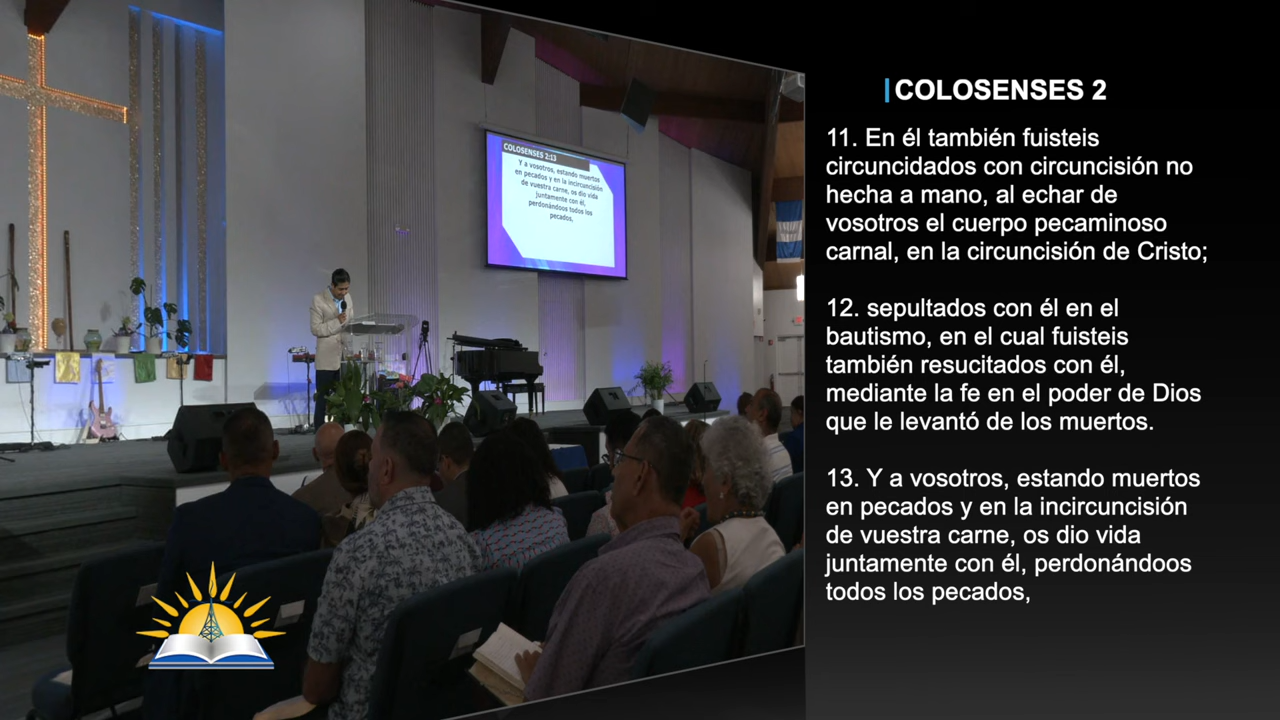 COLOSENSES 2:13
Y a vosotros, estando muertos
en pecados y en la incircuncisión
de vuestra carne, os dio vida
juntamente con él,
perdonándoos todos los
pecados,
COLOSENSES 2
11. En él también fuisteis
circuncidados con circuncisión no
hecha a mano, al echar de
vosotros el cuerpo pecaminoso
carnal, en la circuncisión de Cristo;
12. sepultados con él en el
bautismo, en el cual fuisteis
también resucitados con él,
mediante la fe en el poder de Dios
que le levantó de los muertos.
13. Y a vosotros, estando muertos
en pecados y en la incircuncisión
de vuestra carne, os dio vida
juntamente con él, perdonándoos
todos los pecados,